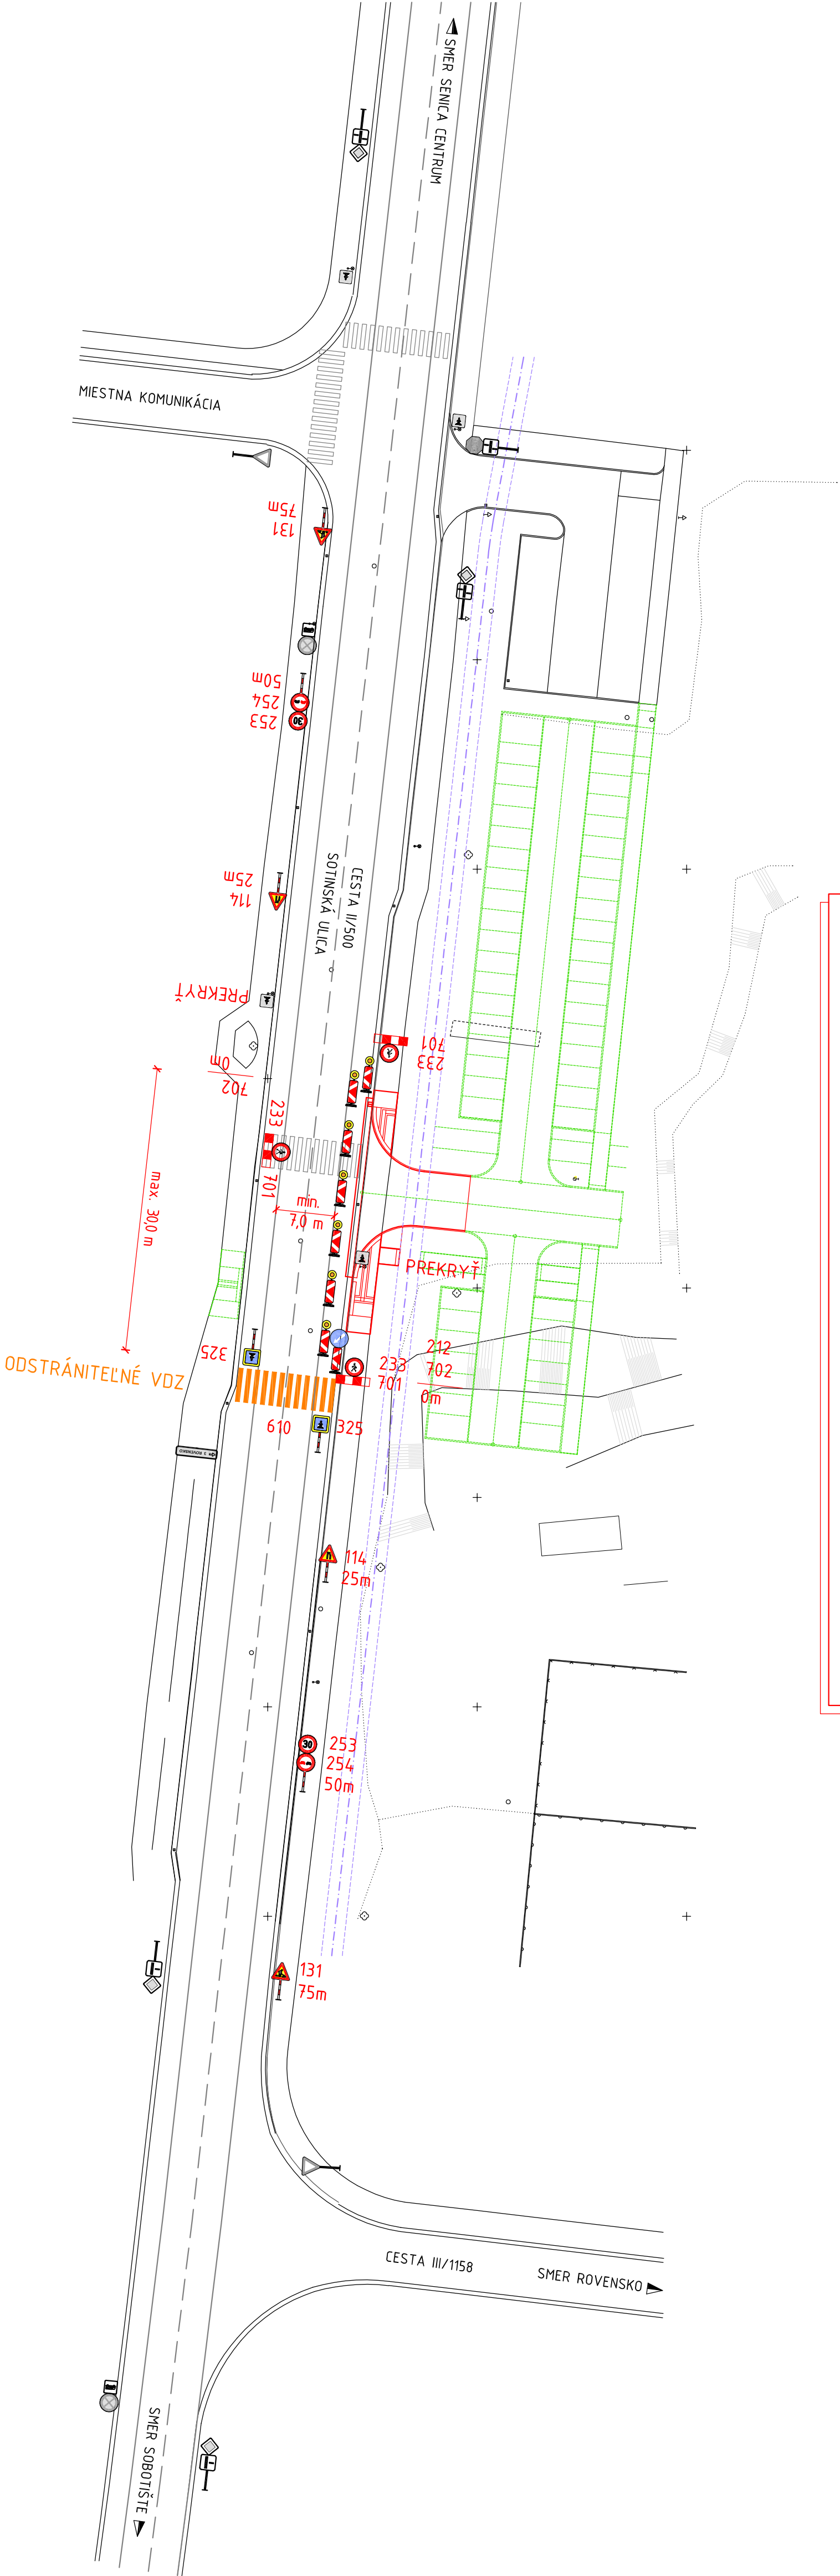 SMER SENICA CENTRUM
MIESTNA KOMUNIKÁCIA
75m
131
50m
254
253
30
CESTA II/500
SOTINSKÁ ULICA
25m
114
PREKRYŤ
0m
702
701
233
233
701
max. 30,0 m
min.
7,0 m
PREKRYŤ
325
ODSTRÁNITEĽNÉ VDZ
212
233 702
701
0m
610
325
114
25m
30
253
254
50m
131
75m
CESTA III/1158
SMER ROVENSKO
SMER SOBOTIŠTE